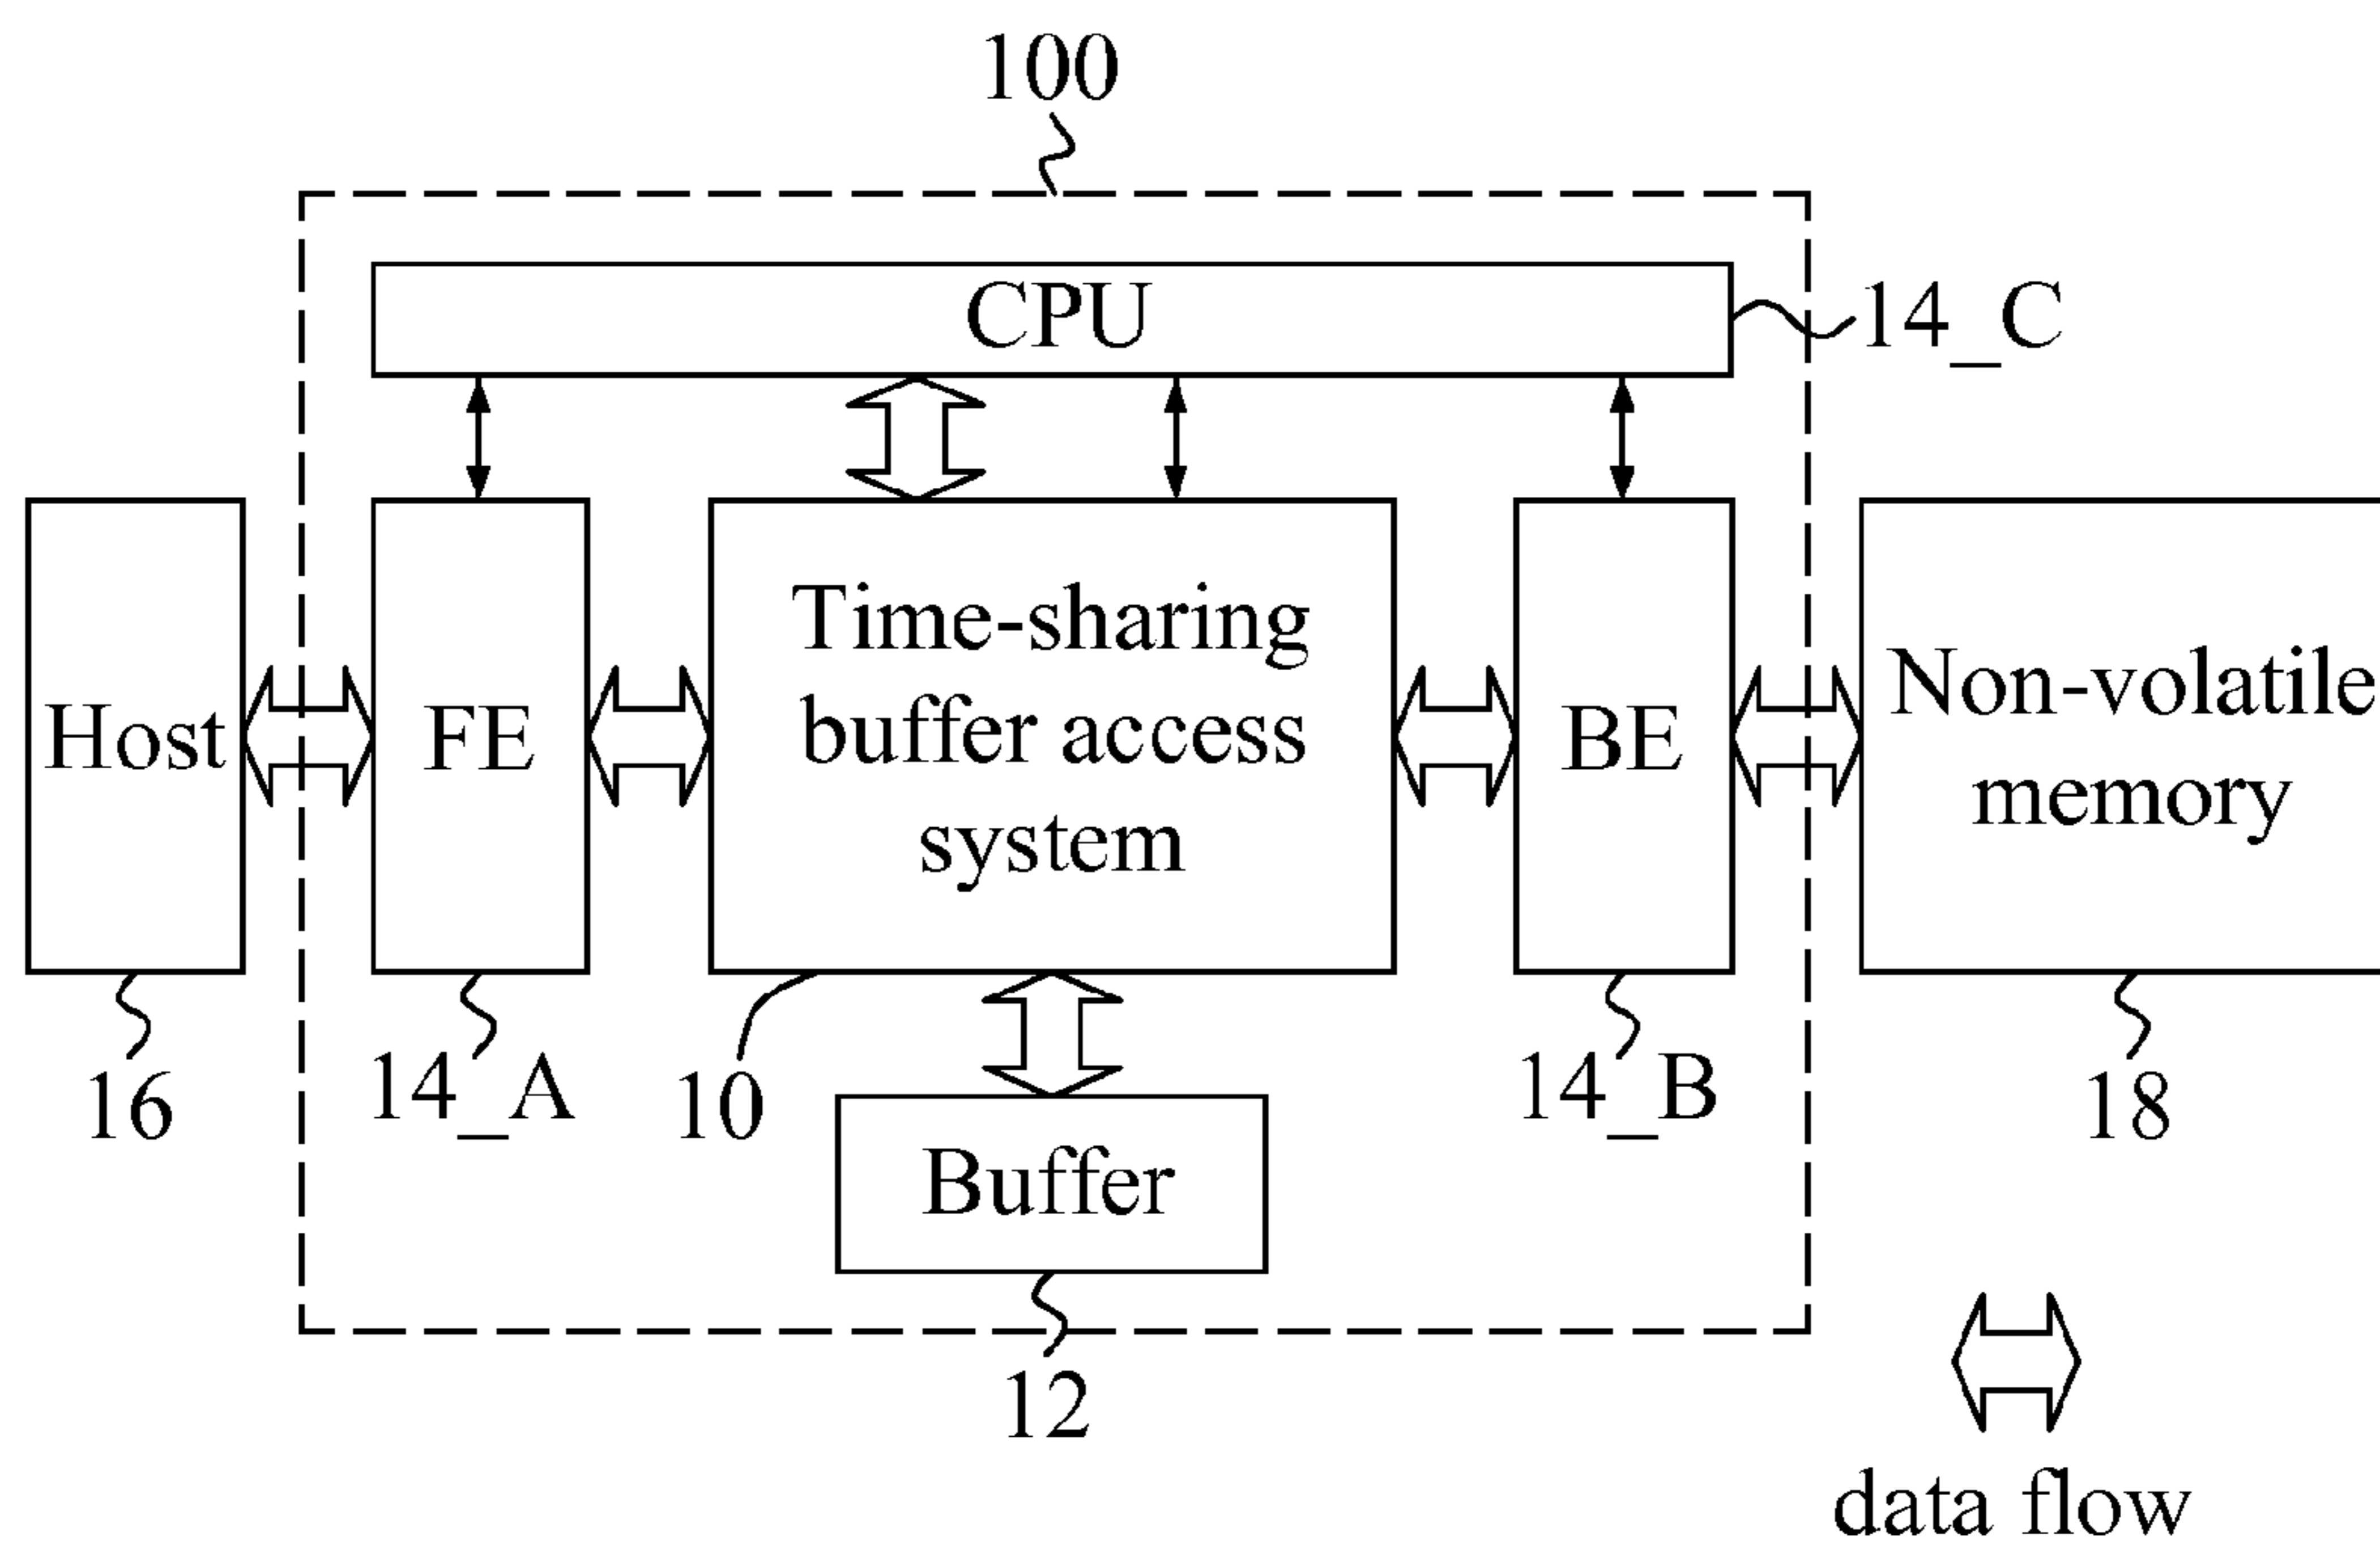 100
CPU
14_C
Host
FE
Time-sharing
buffer access
system
BE
Non-volatile
memory
16
14_A
10
14_B
18
Buffer
12
data flow